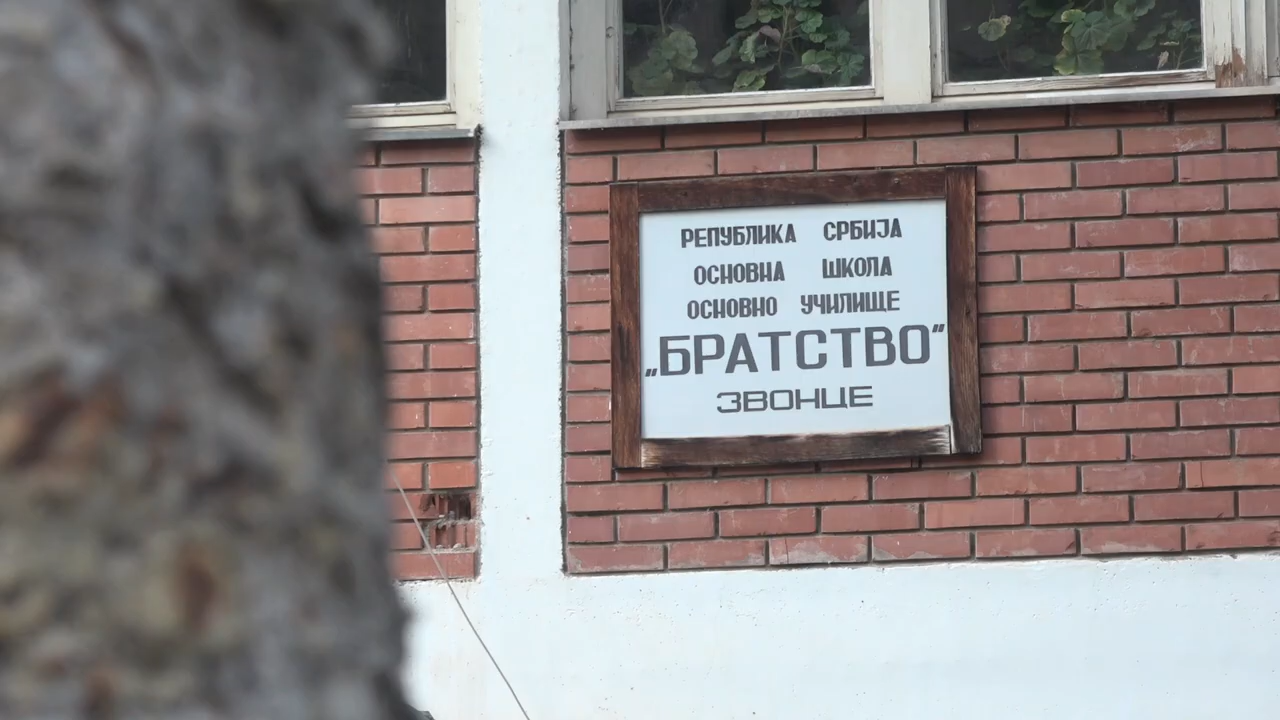 РЕПУБЛИКА СРБИЈА
ОСНОВНА ШКОЛА
ОСНОВНО УЧИЛИЩЕ
„БРАТСТВО"
ЗВОНЦЕ